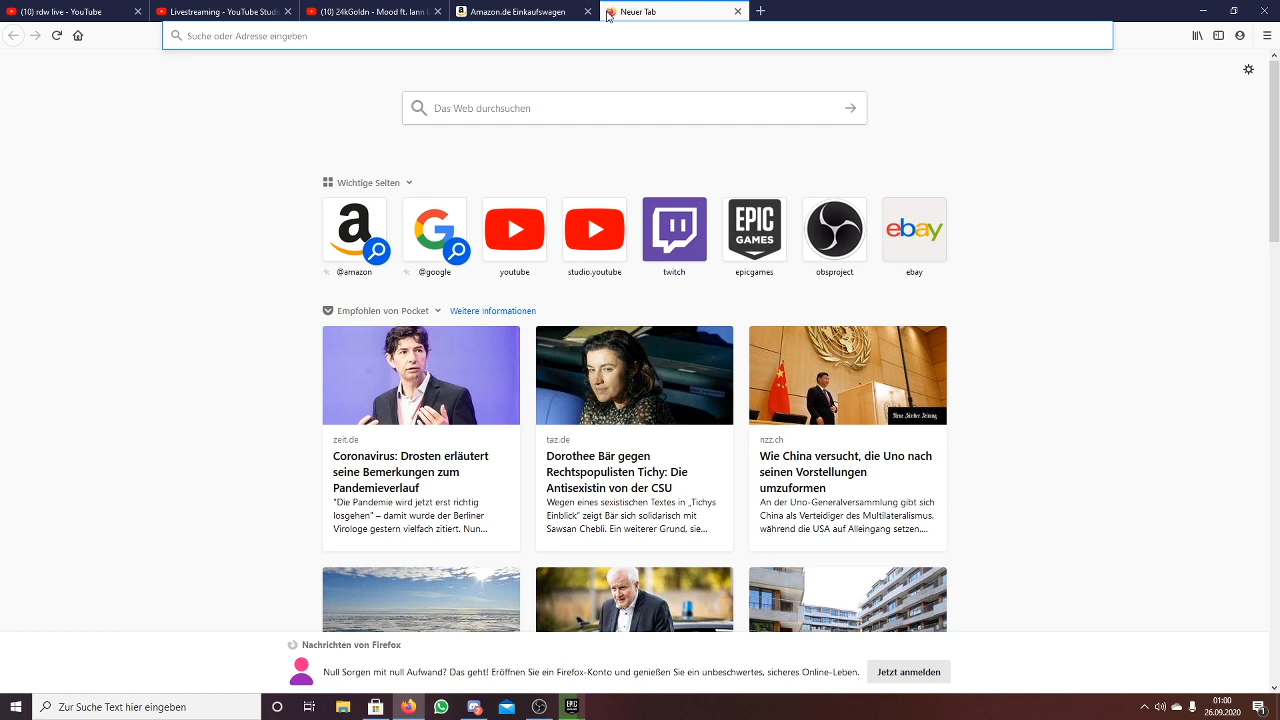 (10) rdw live - YouTube
Livestreaming - YouTube Stud
(10) 24kGoldn - Mood ft. Iann D
Amazon.de Einkaufswagen
Neuer Tab
Suche oder Adresse eingeben
Das Web durchsuchen
Wichtige Seiten
EPIC
GAMES
ebay
@amazon
@google
youtube
studio.youtube
twitch
epicgames
obsproject
ebay
Empfohlen von Pocket
Weitere Informationen
Neue Zürcher Zeitung
zeit.de
Coronavirus: Drosten erläutert
seine Bemerkungen zum
Pandemieverlauf
"Die Pandemie wird jetzt erst richtig
losgehen" – damit wurde der Berliner
Virologe gestern vielfach zitiert. Nun...
taz.de
Dorothee Bär gegen
Rechtspopulisten Tichy: Die
Antisexistin von der CSU
Wegen eines sexistischen Textes in „Tichys
Einblick“ zeigt Bär sich solidarisch mit
Sawsan Chebli. Ein weiterer Grund, sie...
nzz.ch
Wie China versucht, die Uno nach
seinen Vorstellungen
umzuformen
An der Uno-Generalversammlung gibt sich
China als Verteidiger des Multilateralismus,
während die USA auf Alleingang setzen....
Nachrichten von Firefox
Null Sorgen mit null Aufwand? Das geht! Eröffnen Sie ein Firefox-Konto und genießen Sie ein unbeschwertes, sicheres Online-Leben.
Jetzt anmelden
Zur Suche Text hier eingeben
EPIC
01:00
26.09.2020
1